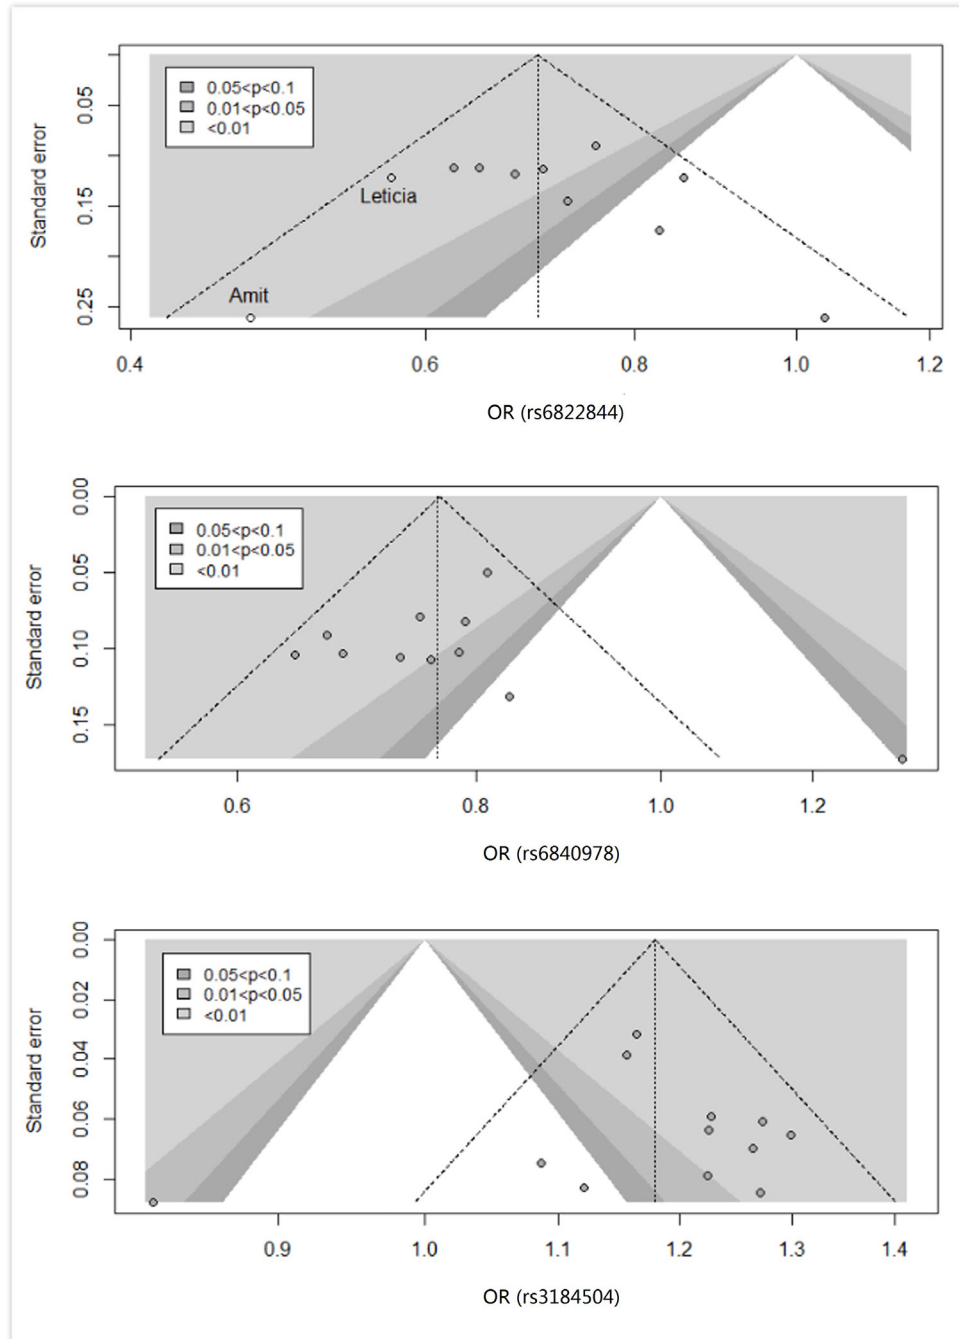 0.05<p<0.1
0.01<p<0.05
<0.01
Standard error
0.05
0.15
0.25
Leticia
Amit
0.4 0.6 0.8 1.0 1.2
OR (rs6822844)
0.05<p<0.1
0.01<p<0.05
<0.01
Standard error
0.00
0.05
0.10
0.15
0.6 0.8 1.0 1.2
OR (rs6840978)
0.05<p<0.1
0.01<p<0.05
<0.01
Standard error
0.00
0.02
0.04
0.06
0.08
0.9 1.0 1.1 1.2 1.3 1.4
OR (rs3184504)